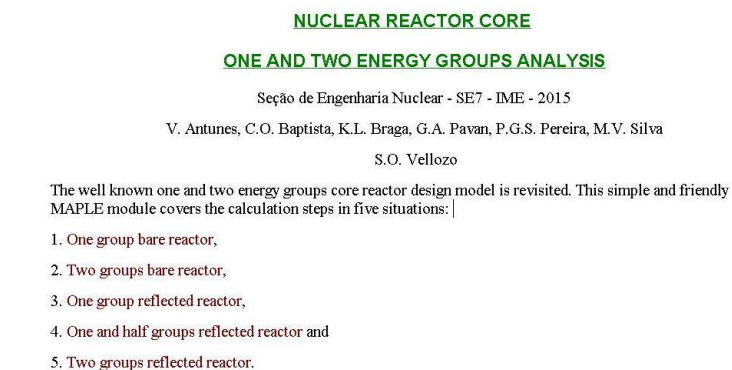 NUCLEAR REACTOR CORE
ONE AND TWO ENERGY GROUPS ANALYSIS
Seção de Engenharia Nuclear - SE7 - IME - 2015
V. Antunes, C.O. Baptista, K.L. Braga, G.A. Pavan, P.G.S. Pereira, M.V. Silva
S.O. Vellozo
The well known one and two energy groups core reactor design model is revisited. This simple and friendly
MAPLE module covers the calculation steps in five situations:
1. One group bare reactor,
2. Two groups bare reactor,
3. One group reflected reactor,
4. One and half groups reflected reactor and
5. Two groups reflected reactor.